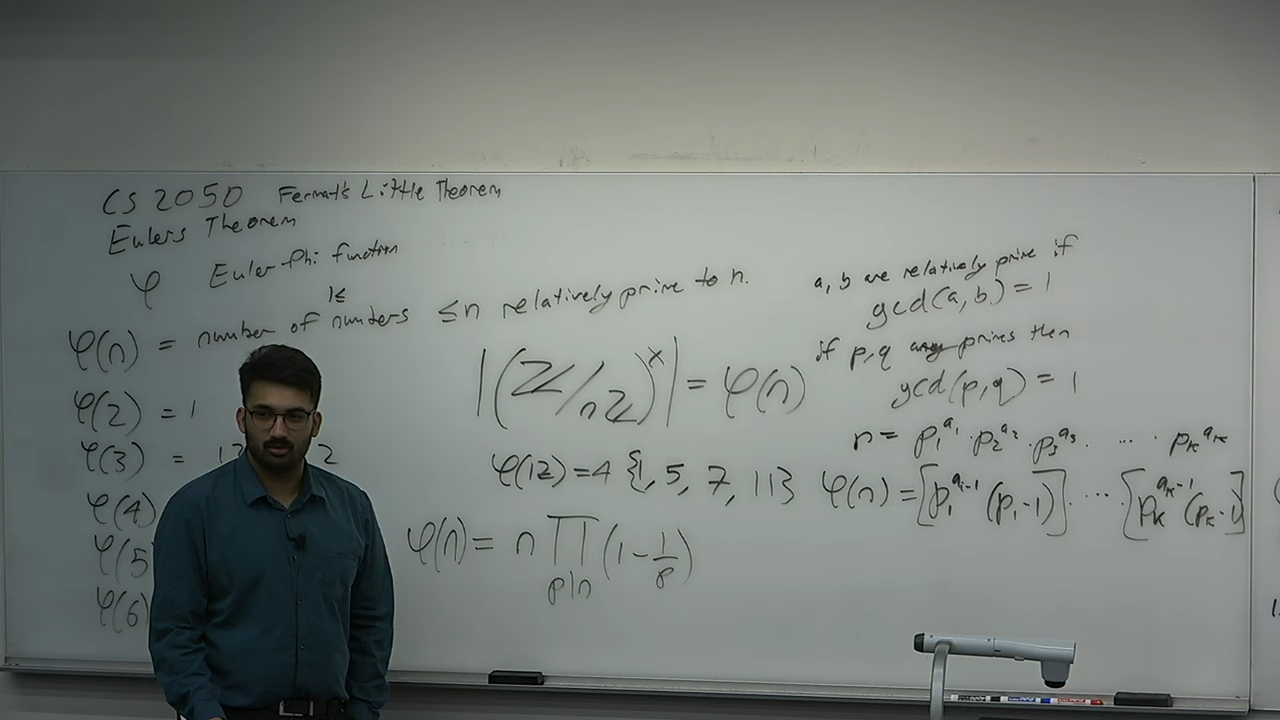 CS 2050 Fermat's Little Theorem
Eulers Theorem
φ Euler Phi function
1≤
φ(n) = number of numbers ≤n relatively prime to n.
φ(2) = 1
φ(3) = 2
φ(4)
φ(5
φ(6)
|(Z/nZ)^×| = φ(n)
φ(12)=4 {1, 5, 7, 11}
φ(n) = n ∏_{p|n} (1 - 1/p)
a, b are relatively prime if
gcd(a, b) = 1
if p, q primes then
gcd(p, q) = 1
n = p₁^{a₁} · p₂^{a₂} · p₃^{a₃} . ... · pₖ^{aₖ}
φ(n) = [p₁^{a₁-1} (p₁-1)] ... [pₖ^{aₖ-1} (pₖ-1)]